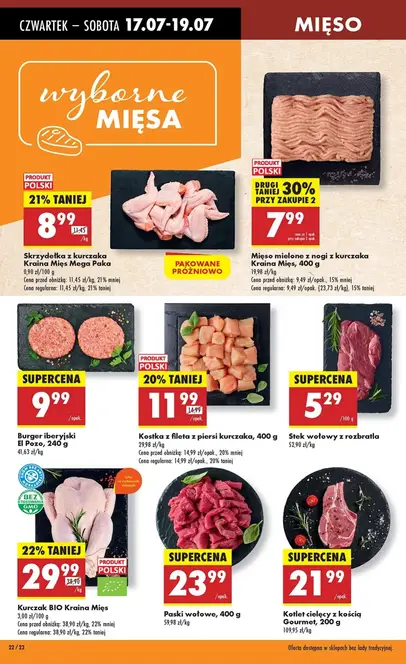 CZWARTEK – SOBOTA 17.07-19.07
MIĘSO
wyborne
MIĘSA
PRODUKT
POLSKI
21% TANIEJ
8 99
11,45
/kg
Skrzydełka z kurczaka
Kraina Mięs Mega Paka
0,90 zł/100 g
Cena przed obniżką: 11,45 zł/kg, 21% mniej
Cena regularna: 11,45 zł/kg, 21% taniej
PAKOWANE
PRÓŻNIOWO
PRODUKT
POLSKI
DRUGI
TANIEJ 30%
PRZY ZAKUPIE 2
7 99
Mięso mielone z nogi z kurczaka
Kraina Mięs, 400 g
19,98 zł/kg
Cena przed obniżką: 9,49 zł/opak., 15% mniej
Cena regularna: 9,49 zł/opak. (23,73 zł/kg), 15% taniej
SUPERCENA
9 99
/opak.
Burger iberyjski
El Pozo, 240 g
41,63 zł/kg
PRODUKT
POLSKI
20% TANIEJ
11 99
14,99
/opak.
Kostka z fileta z piersi kurczaka, 400 g
29,98 zł/kg
Cena przed obniżką: 14,99 zł/opak., 20% mniej
Cena regularna: 14,99 zł/opak., 20% taniej
SUPERCENA
5 29
/100 g
Stek wołowy z rozbratla
52,90 zł/kg
BEZ
GMO
22% TANIEJ
29 99
38,90
/kg
PRODUKT
POLSKI
Kurczak BIO Kraina Mięs
3,00 zł/100 g
Cena przed obniżką: 38,90 zł/kg, 22% mniej
Cena regularna: 38,90 zł/kg, 22% taniej
SUPERCENA
23 99
/opak.
Paski wołowe, 400 g
59,98 zł/kg
SUPERCENA
21 99
/opak.
Kotlet cielęcy z kością
Gourmet, 200 g
109,95 zł/kg
22 / 22
Oferta dostępna w sklepach bez lady tradycyjnej.